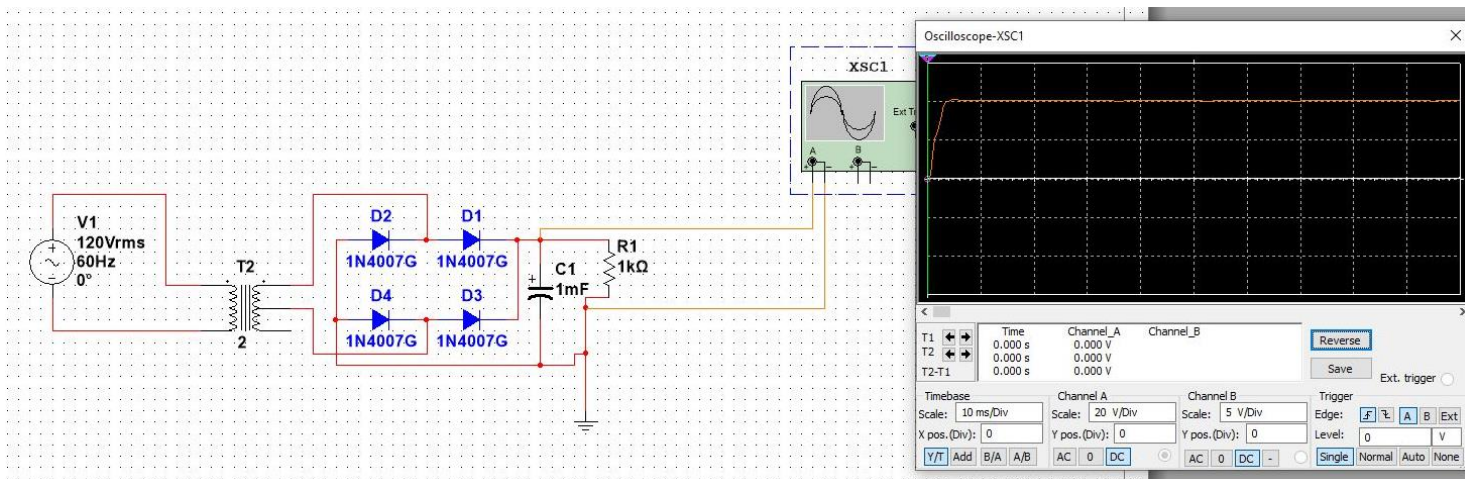 V1
120Vrms
60Hz
0°
T2
2
D2
1N4007G
D1
1N4007G
D4
1N4007G
D3
1N4007G
C1
1mF
R1
1kΩ
XSC1
Ext Tr
A
B
Oscilloscope-XSC1
Time Channel_A Channel_B
T1 0.000 s 0.000 V
T2 0.000 s 0.000 V
T2-T1 0.000 s 0.000 V
Reverse
Save
Ext. trigger
Timebase
Scale: 10 ms/Div
X pos.(Div): 0
Y/T Add B/A A/B
Channel A
Scale: 20 V/Div
Y pos.(Div): 0
AC 0 DC
Channel B
Scale: 5 V/Div
Y pos.(Div): 0
AC 0 DC -
Trigger
Edge: A B Ext
Level: 0 V
Single Normal Auto None